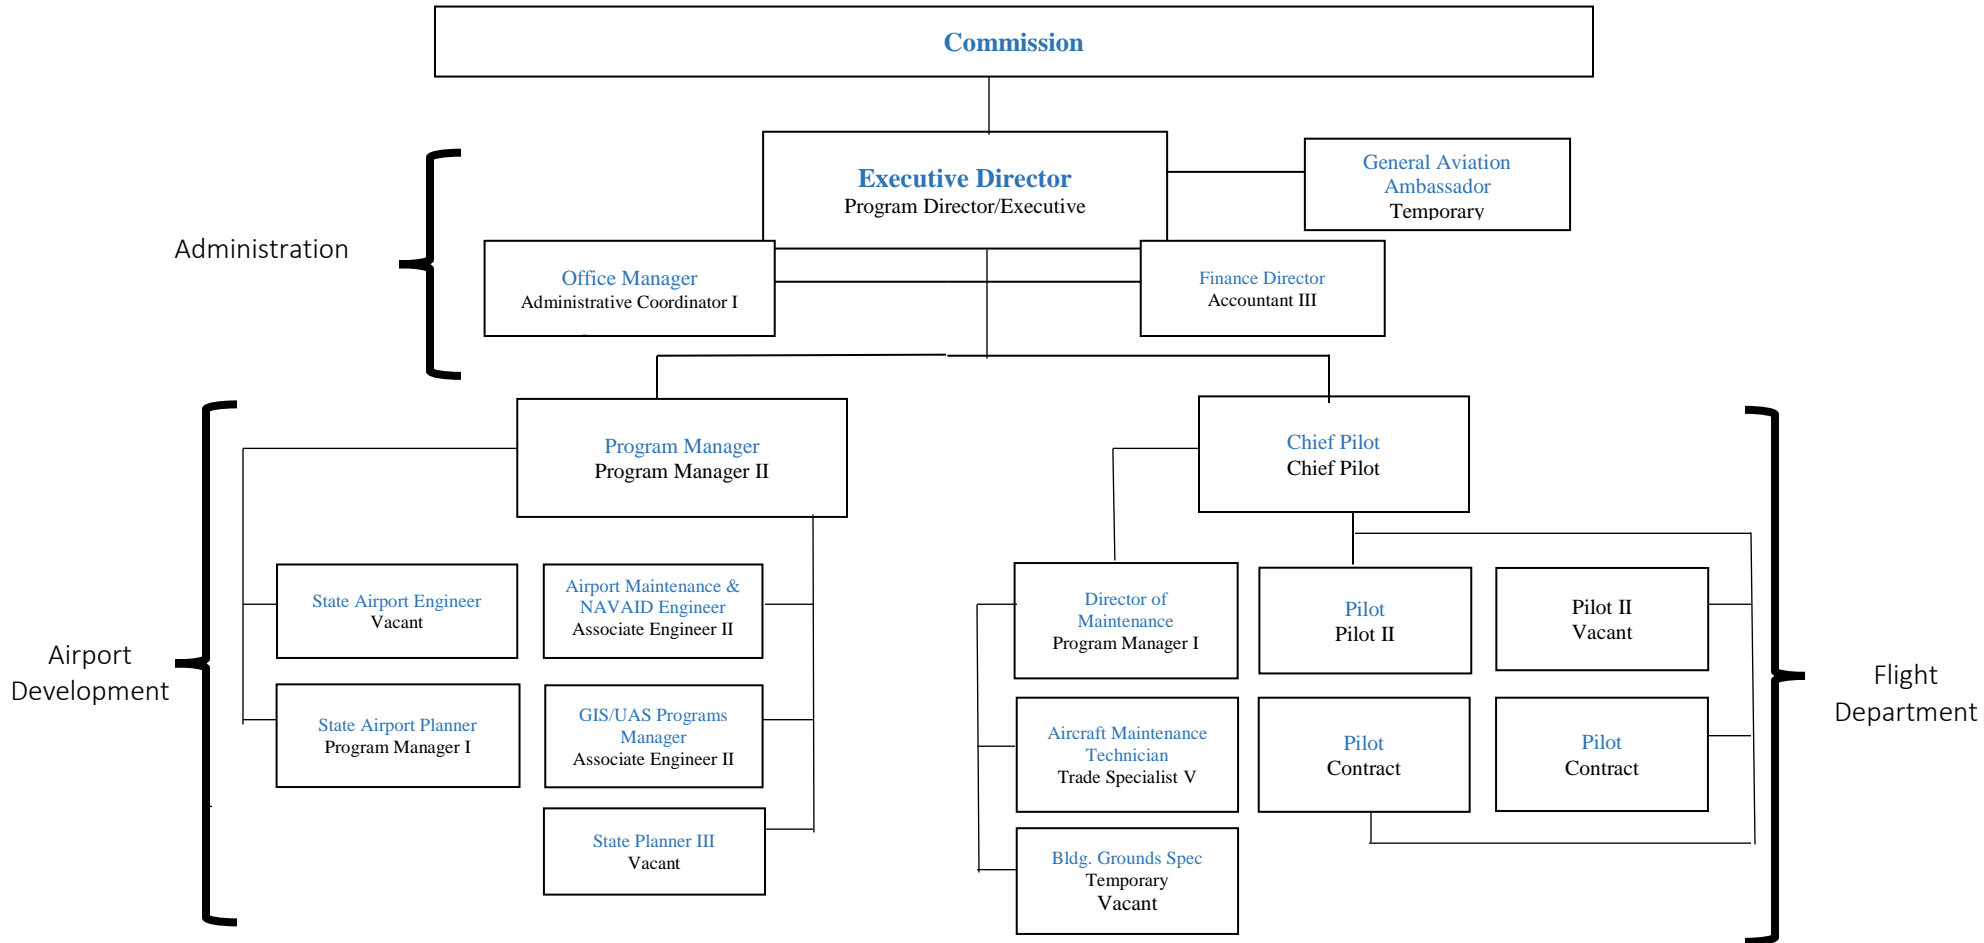 Commission
Executive Director
Program Director/Executive
General Aviation
Ambassador
Temporary
Administration
Office Manager
Administrative Coordinator I
Finance Director
Accountant III
Program Manager
Program Manager II
Chief Pilot
Chief Pilot
State Airport Engineer
Vacant
Airport Maintenance &
NAVAID Engineer
Associate Engineer II
Director of
Maintenance
Program Manager I
Pilot
Pilot II
Pilot II
Vacant
Airport
Development
Flight
Department
State Airport Planner
Program Manager I
GIS/UAS Programs
Manager
Associate Engineer II
Aircraft Maintenance
Technician
Trade Specialist V
Pilot
Contract
Pilot
Contract
State Planner III
Vacant
Bldg. Grounds Spec
Temporary
Vacant